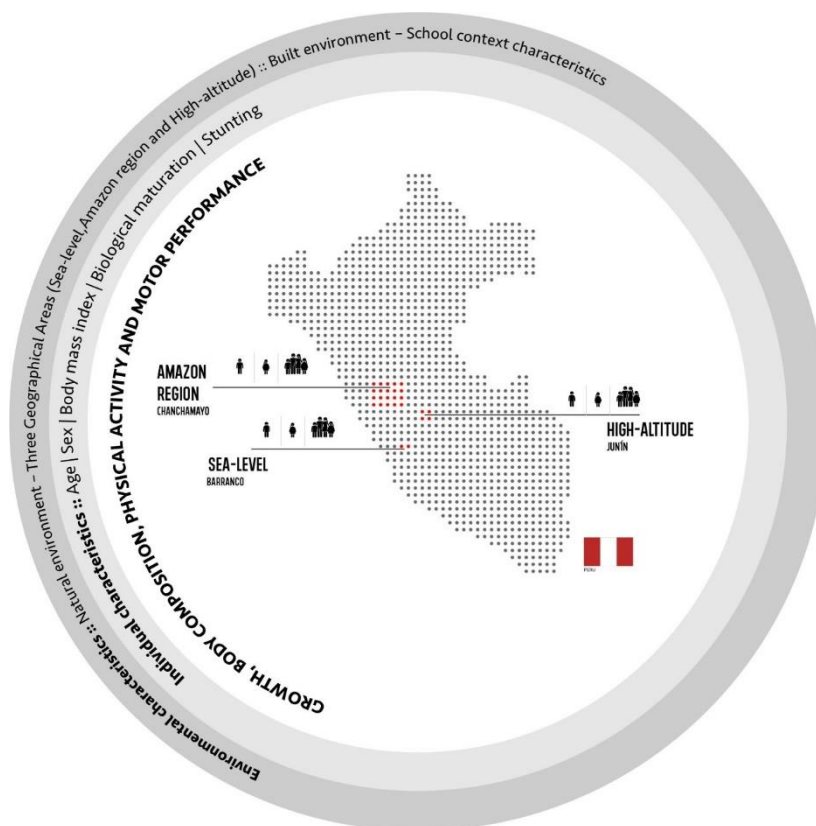 Environmental characteristics :: Natural environment – Three Geographical Areas (Sea-level, Amazon region and High-altitude) :: Built environment – School context characteristics
Individual characteristics :: Age | Sex | Body mass index | Biological maturation | Stunting
GROWTH, BODY COMPOSITION, PHYSICAL ACTIVITY AND MOTOR PERFORMANCE
AMAZON
REGION
CHANCHAMAYO
SEA-LEVEL
BARRANCO
HIGH-ALTITUDE
JUNÍN
PERU